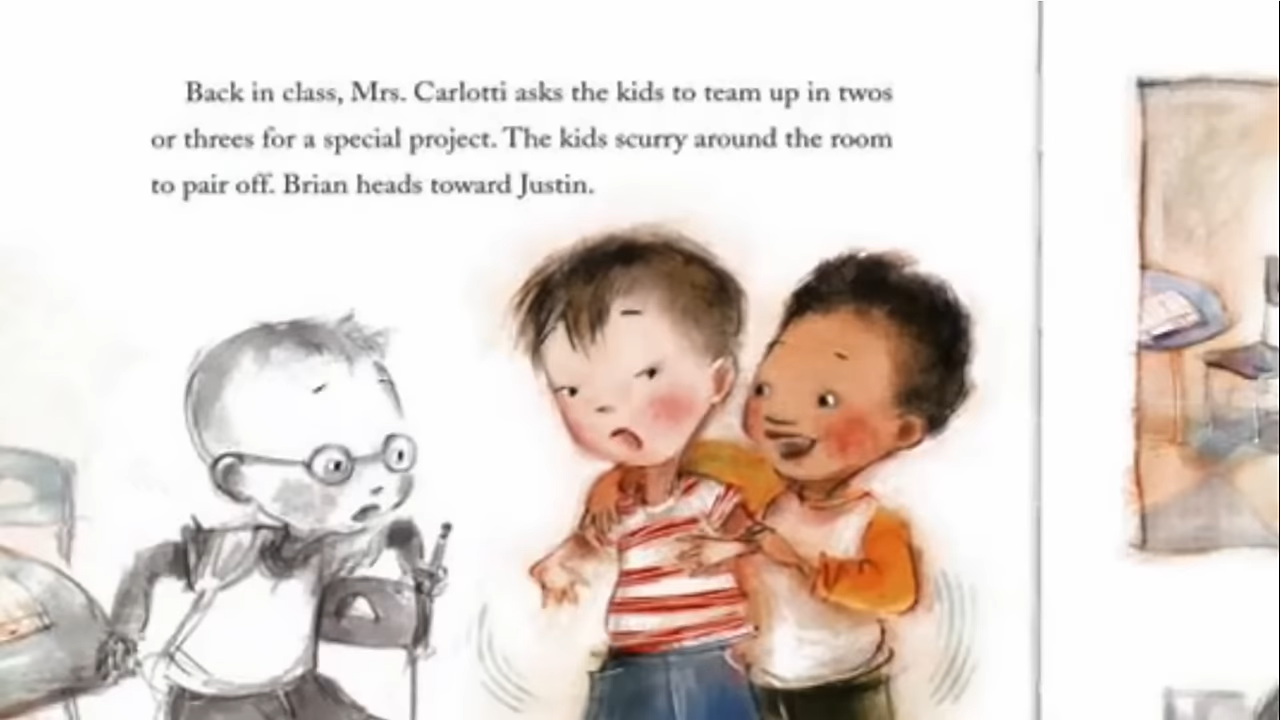 Back in class, Mrs. Carlotti asks the kids to team up in twos
or threes for a special project. The kids scurry around the room
to pair off. Brian heads toward Justin.